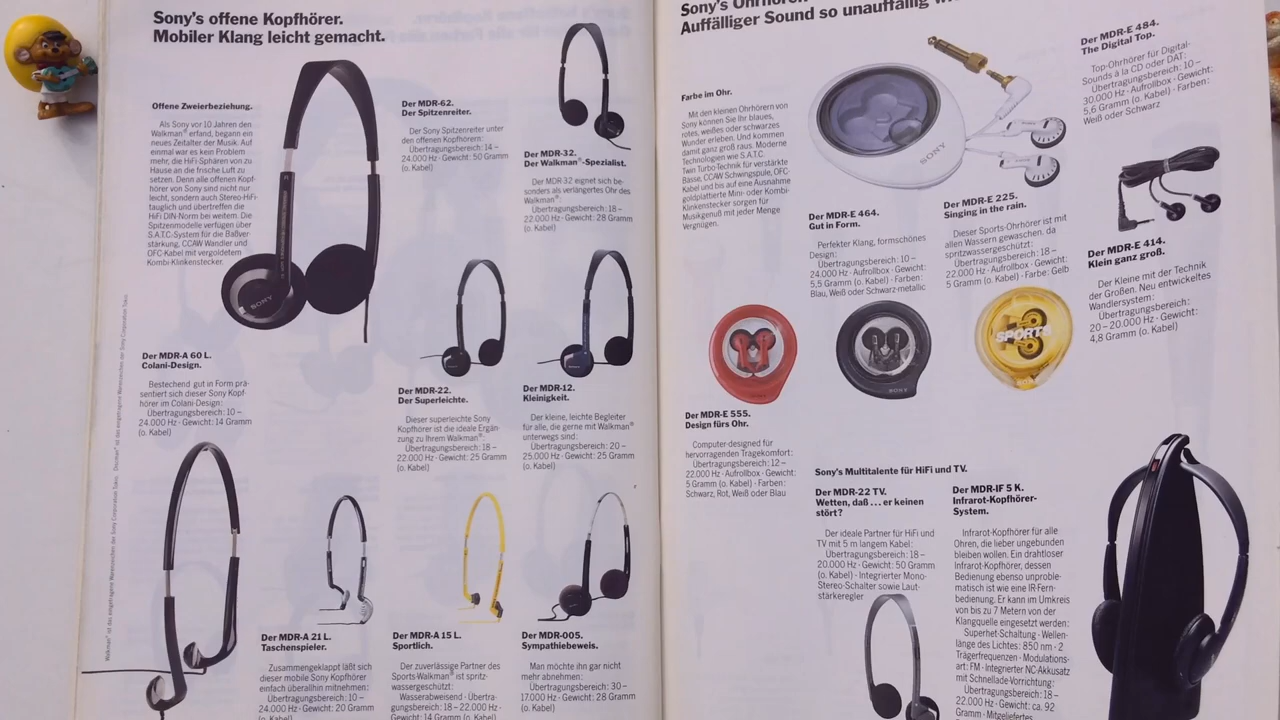 Sony's offene Kopfhörer.
Mobiler Klang leicht gemacht.
Offene Zweierbeziehung.
Als Sony vor 10 Jahren den
Walkman® erfand, begann ein
neues Zeitalter der Musik. Auf
einmal war es kein Problem
mehr, die HiFi-Sphären von zu
Hause an die frische Luft zu
setzen. Denn alle offenen Kopf-
hörer von Sony sind nicht nur
leicht, sondern auch Stereo-HiFi-
tauglich und übertreffen die
HiFi DIN-Norm bei weitem. Die
Spitzenmodelle verfügen über
S.A.T.C.-System für die Baßver-
stärkung, CCAW Wandler und
OFC-Kabel mit vergoldetem
Kombi Klinkenstecker.
SONY
Der MDR-62.
Der Spitzenreiter.
Der Sony Spitzenreiter unter
den offenen Kopfhörern:
Übertragungsbereich: 14 –
24.000 Hz · Gewicht: 50 Gramm
(o. Kabel)
Der MDR-32.
Der Walkman®-Spezialist.
Der MDR-32 eignet sich be-
sonders als verlängertes Ohr des
Walkman®:
Übertragungsbereich: 18 –
22.000 Hz · Gewicht: 28 Gramm
(o. Kabel)
Der MDR-A 60 L.
Colani-Design.
Bestechend gut in Form prä-
sentiert sich dieser Sony Kopf-
hörer im Colani-Design:
Übertragungsbereich: 10 –
24.000 Hz · Gewicht: 14 Gramm
(o. Kabel)
Der MDR-22.
Der Superleichte.
Dieser superleichte Sony
Kopfhörer ist die ideale Ergän-
zung zu Ihrem Walkman®:
Übertragungsbereich: 18 –
22.000 Hz · Gewicht: 25 Gramm
(o. Kabel)
Der MDR-12.
Kleinigkeit.
Der kleine, leichte Begleiter
für alle, die gerne mit Walkman®
unterwegs sind:
Übertragungsbereich: 20 –
25.000 Hz · Gewicht: 25 Gramm
(o. Kabel)
Der MDR-A 21 L.
Taschenspieler.
Zusammengeklappt läßt sich
dieser mobile Sony Kopfhörer
einfach überallhin mitnehmen:
Übertragungsbereich: 10 –
24.000 Hz · Gewicht: 20 Gramm
(o. Kabel)
Der MDR-A 15 L.
Sportlich.
Der zuverlässige Partner des
Sports-Walkman® ist spritz-
wassergeschützt:
Wasserabweisend · Übertra-
gungsbereich: 18 – 22.000 Hz ·
Gewicht: 14 Gramm (o. Kabel)
Der MDR-005.
Sympathiebeweis.
Man möchte ihn gar nicht
mehr abnehmen:
Übertragungsbereich: 30 –
17.000 Hz · Gewicht: 28 Gramm
(o. Kabel)
Walkman® ist das eingetragene Warenzeichen der Sony Corporation Tokio. Discman® ist das eingetragene Warenzeichen der Sony Corporation Tokio.
Sony's Ohrhörer
Auffälliger Sound so unauffällig
Farbe im Ohr.
Mit den kleinen Ohrhörern von
Sony können Sie Ihr blaues,
rotes, weißes oder schwarzes
Wunder erleben. Und kommen
damit ganz groß raus. Moderne
Technologien wie S.A.T.C.
Twin Turbo-Technik für verstärkte
Bässe, CCAW Schwingspule, OFC-
Kabel und bis auf eine Ausnahme
goldplattierte Mini- oder Kombi-
Klinkenstecker sorgen für
Musikgenuß mit jeder Menge
Vergnügen.
SONY
Der MDR-E 484.
The Digital Top.
Top-Ohrhörer für Digital-
Sounds à la CD oder DAT:
Übertragungsbereich: 10 –
30.000 Hz · Aufrollbox · Gewicht:
5,6 Gramm (o. Kabel) · Farben:
Weiß oder Schwarz
Der MDR-E 464.
Gut in Form.
Perfekter Klang, formschönes
Design:
Übertragungsbereich: 10 –
24.000 Hz · Aufrollbox · Gewicht:
5,5 Gramm (o. Kabel) · Farben:
Blau, Weiß oder Schwarz-metallic
Der MDR-E 225.
Singing in the rain.
Dieser Sports-Ohrhörer ist mit
allen Wassern gewaschen, da
spritzwassergeschützt:
Übertragungsbereich: 18 –
22.000 Hz · Aufrollbox · Gewicht:
5 Gramm (o. Kabel) · Farbe: Gelb
Der MDR-E 414.
Klein ganz groß.
Der Kleine mit der Technik
der Großen. Neu entwickeltes
Wandlersystem:
Übertragungsbereich:
20 – 20.000 Hz · Gewicht:
4,8 Gramm (o. Kabel)
SONY
SPORTS
Der MDR-E 555.
Design fürs Ohr.
Computer-designed für
hervorragenden Tragekomfort:
Übertragungsbereich: 12 –
22.000 Hz · Aufrollbox · Gewicht:
5 Gramm (o. Kabel) · Farben:
Schwarz, Rot, Weiß oder Blau
Sony's Multitalente für HiFi und TV.
Der MDR-22 TV.
Wetten, daß . . . er keinen
stört?
Der ideale Partner für HiFi und
TV mit 5 m langem Kabel:
Übertragungsbereich: 18 –
20.000 Hz · Gewicht: 50 Gramm
(o. Kabel) · Integrierter Mono-
Stereo-Schalter sowie Laut-
stärkeregler
Der MDR-IF 5 K.
Infrarot-Kopfhörer-
System.
Infrarot-Kopfhörer für alle
Ohren, die lieber ungebunden
bleiben wollen. Ein drahtloser
Infrarot-Kopfhörer, dessen
Bedienung ebenso unproble-
matisch ist wie eine IR-Fern-
bedienung. Er kann im Umkreis
von bis zu 7 Metern von der
Klangquelle eingesetzt werden:
Superhet-Schaltung · Wellen-
länge des Lichtes: 850 nm · 2
Trägerfrequenzen · Modulations-
art: FM · Integrierter NC-Akkusatz
mit Schnellade-Vorrichtung:
Übertragungsbereich: 18 –
22.000 Hz · Gewicht: ca. 92
Gramm · Mitgeliefertes